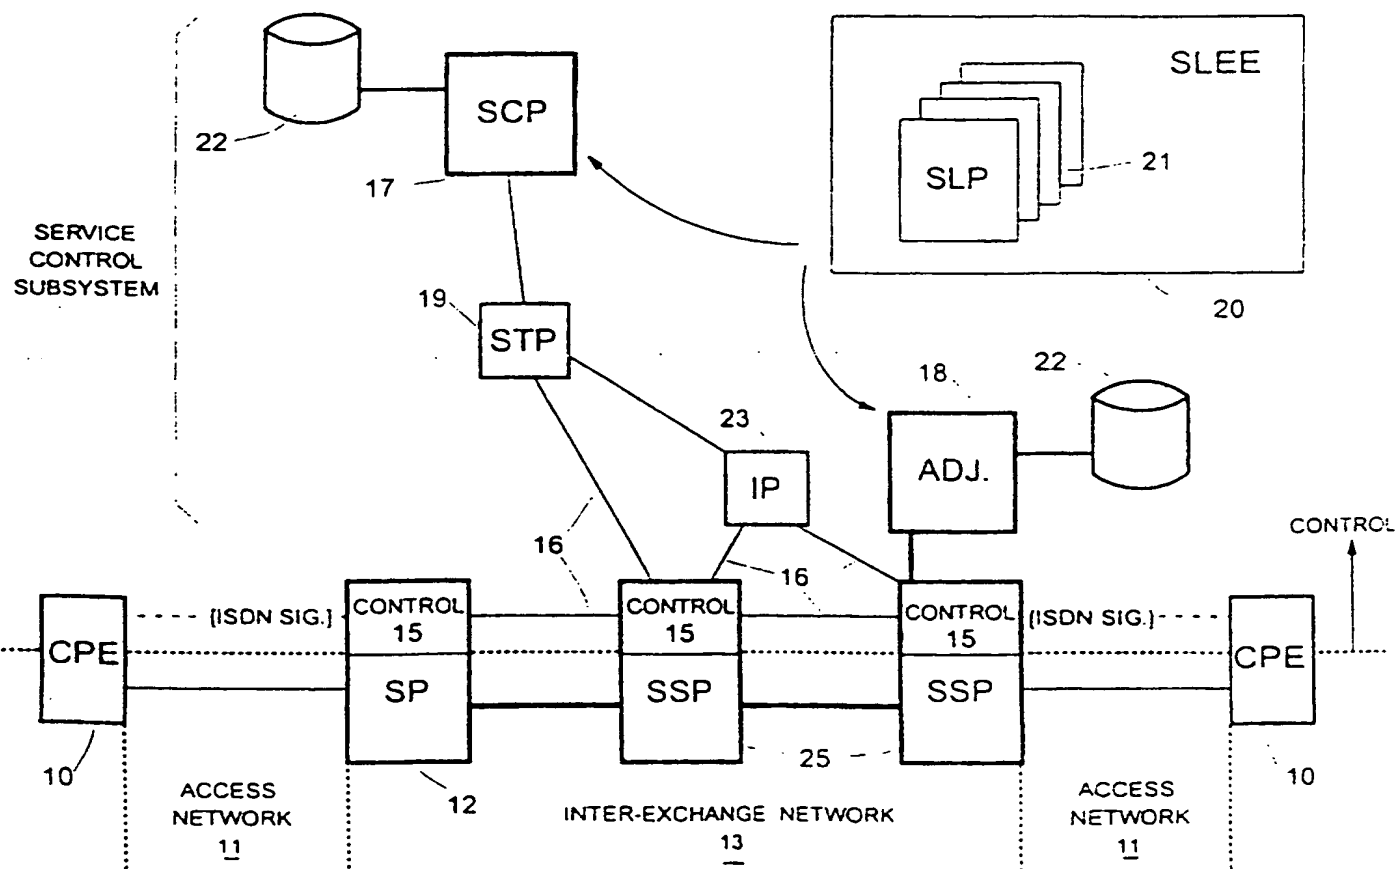 SLEE
SCP
22
SLP
21
17
SERVICE
CONTROL
SUBSYSTEM
19
STP
20
22
18
23
ADJ.
IP
CONTROL
16
16
CPE
[ISDN SIG.]
CONTROL
15
CONTROL
15
CONTROL
15
[ISDN SIG.]
CPE
SP
SSP
SSP
10
12
25
10
ACCESS
NETWORK
11
INTER-EXCHANGE NETWORK
13
ACCESS
NETWORK
11